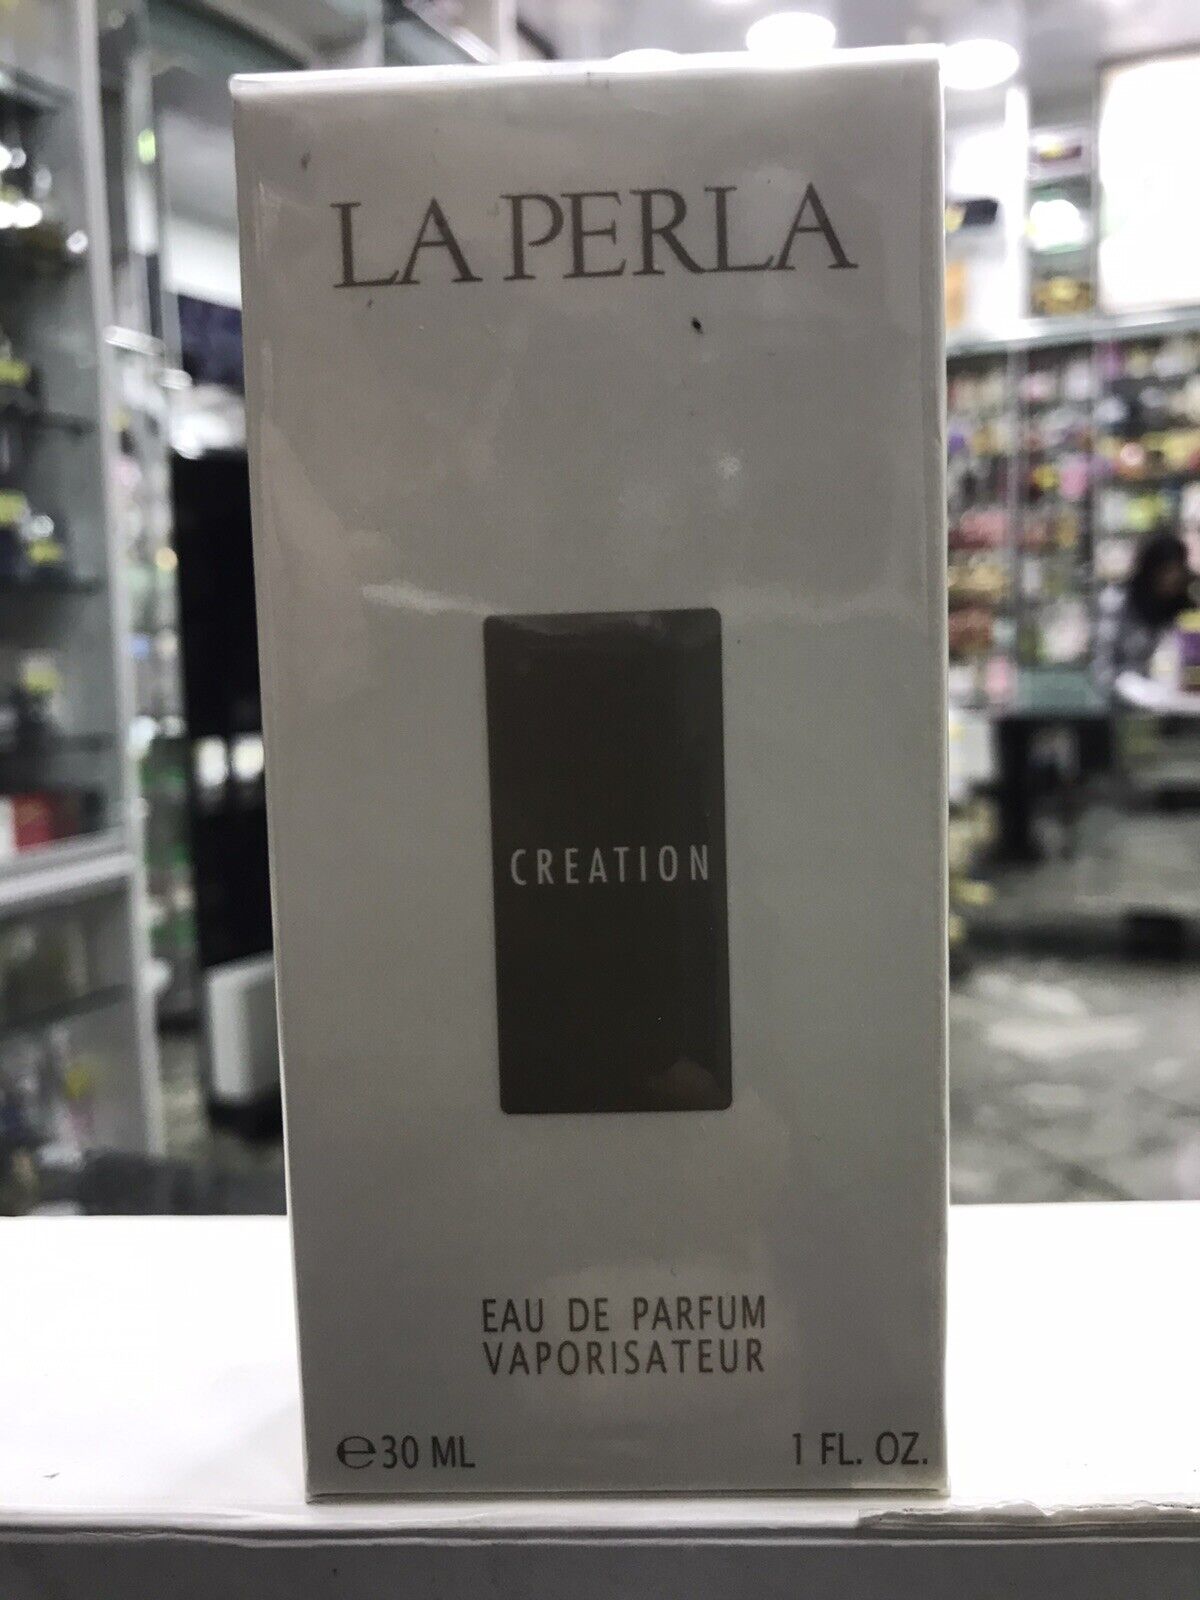 LA PERLA
CREATION
EAU DE PARFUM
VAPORISATEUR
℮30 ML 1 FL. OZ.